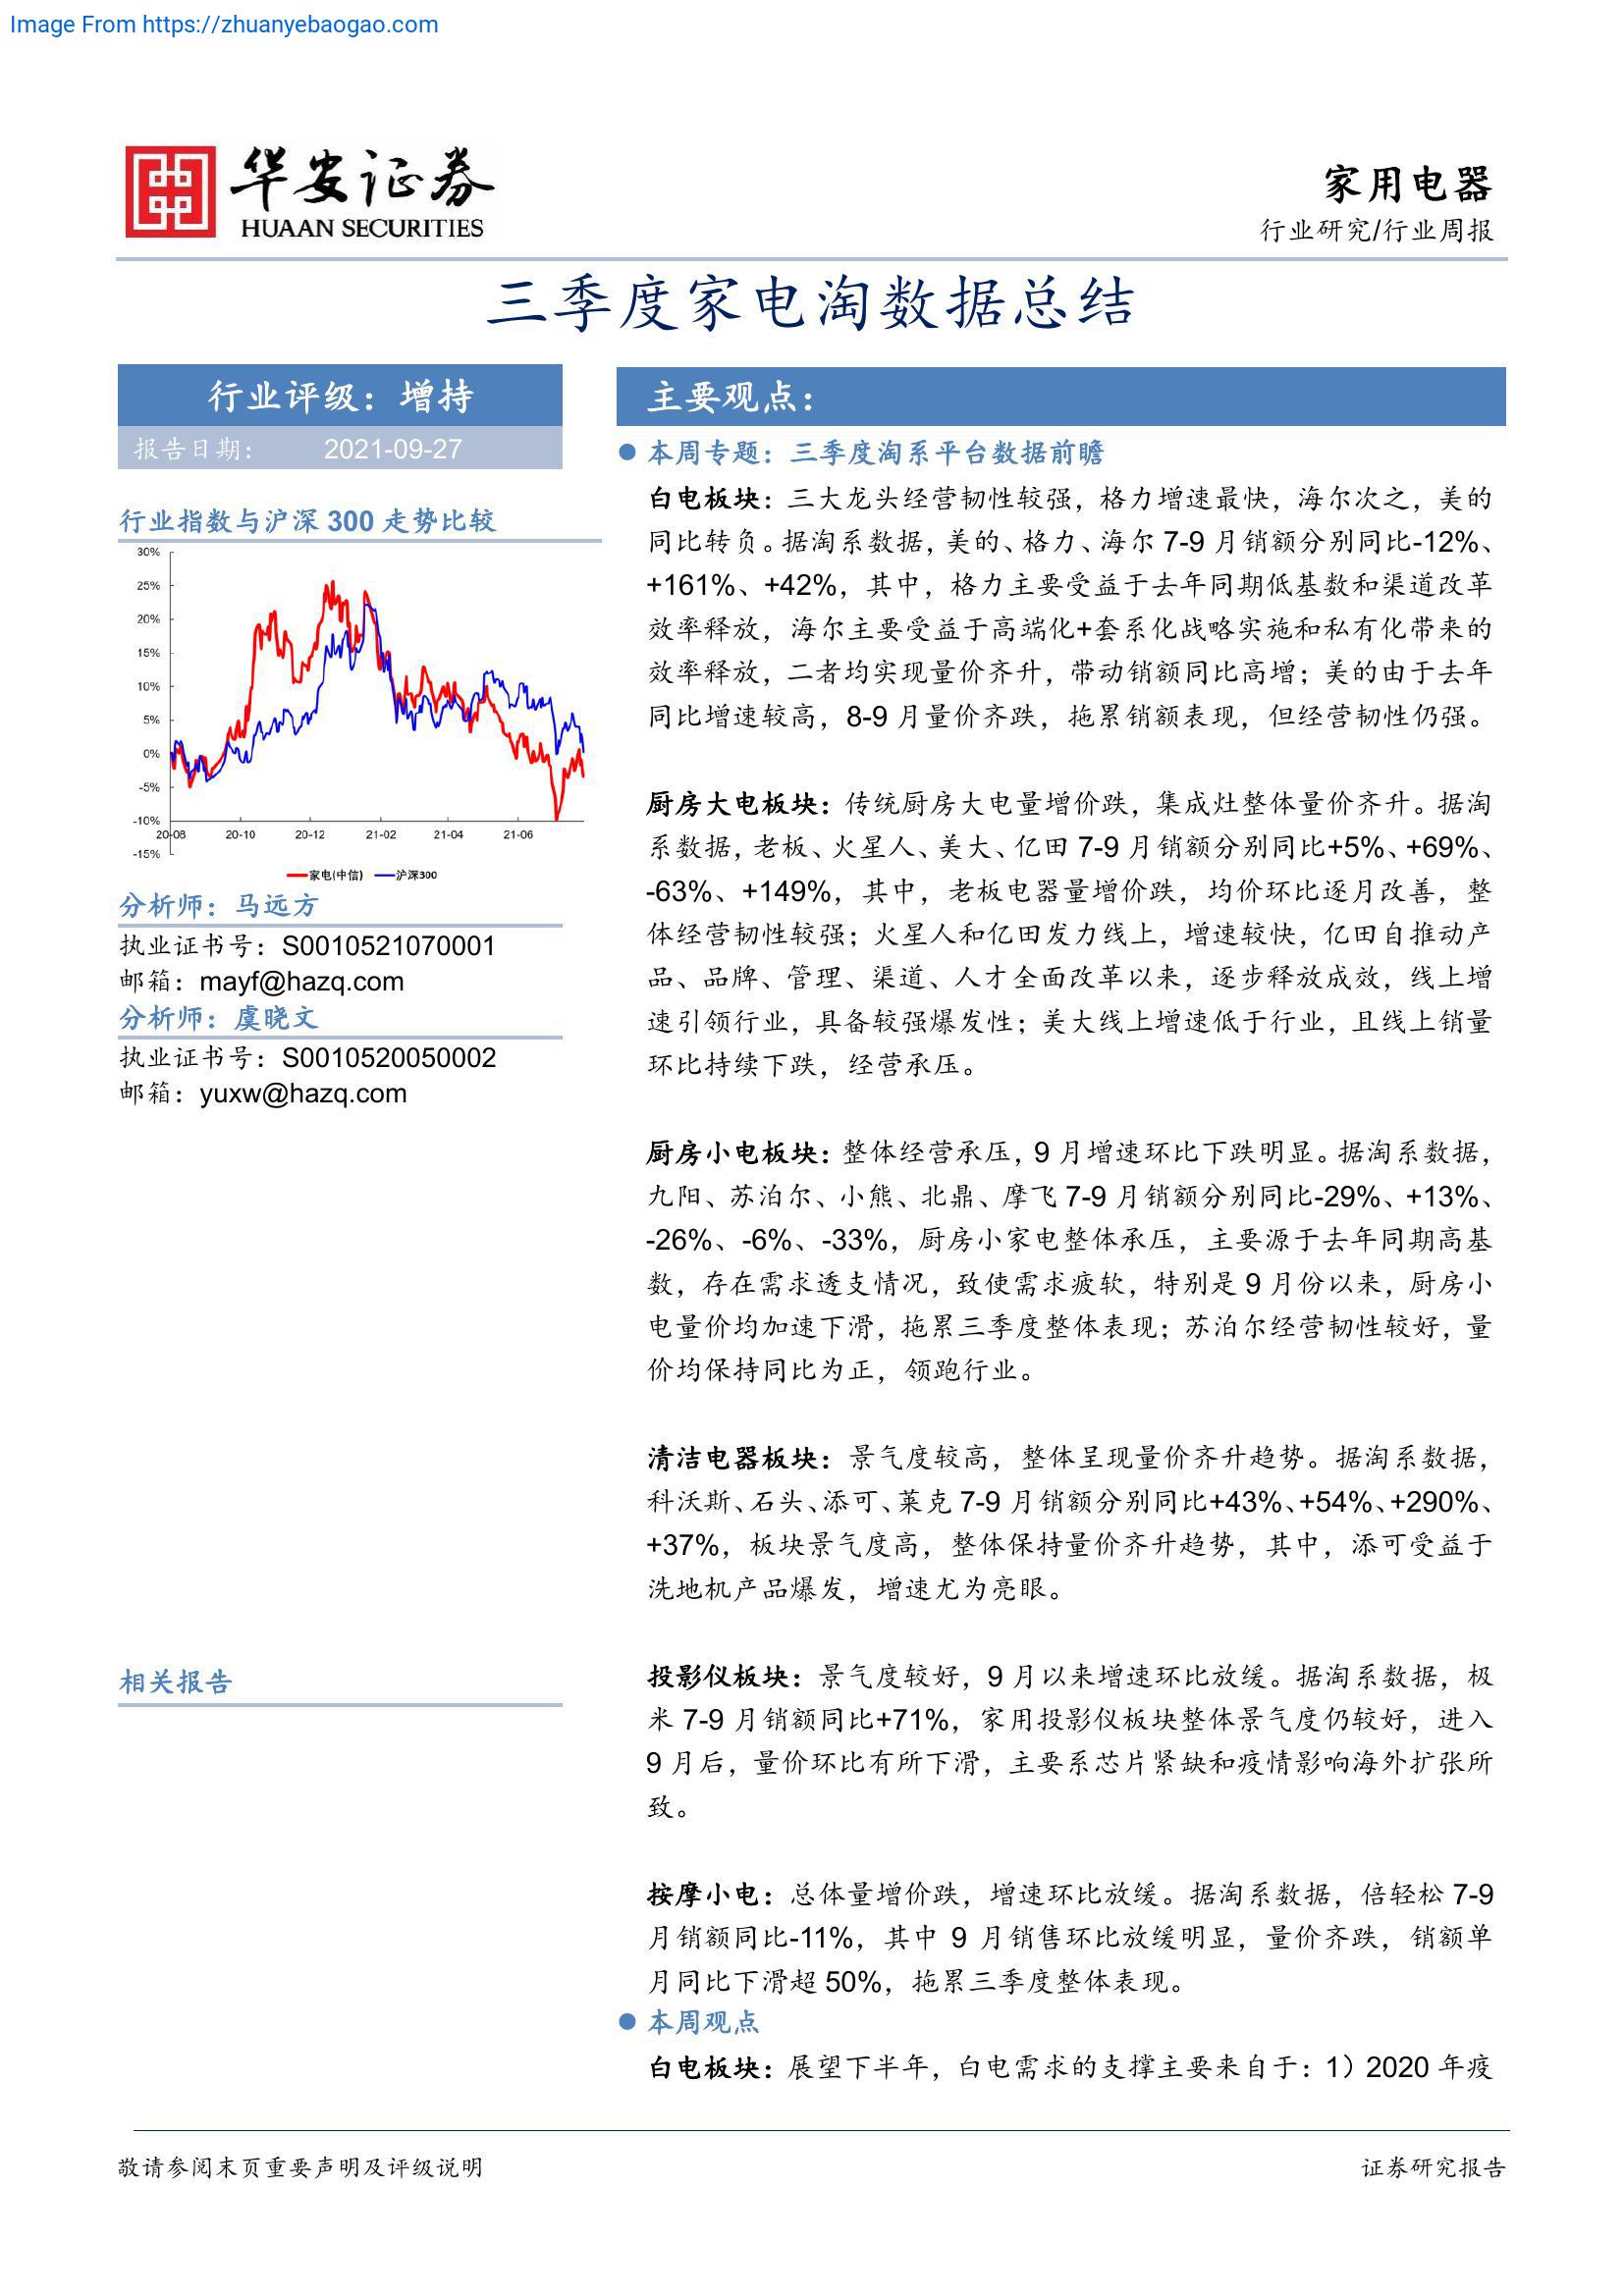 Image From https://zhuanyebaogao.com
华安证券
HUAAN SECURITIES
家用电器
行业研究/行业周报
三季度家电淘数据总结
行业评级：增持
报告日期： 2021-09-27
行业指数与沪深 300 走势比较
30%
25%
20%
15%
10%
5%
0%
-5%
-10%
-15%
20-08 20-10 20-12 21-02 21-04 21-06
家电(中信) 沪深300
分析师：马远方
执业证书号：S0010521070001
邮箱：mayf@hazq.com
分析师：虞晓文
执业证书号：S0010520050002
邮箱：yuxw@hazq.com
相关报告
主要观点：
本周专题：三季度淘系平台数据前瞻
白电板块：三大龙头经营韧性较强，格力增速最快，海尔次之，美的
同比转负。据淘系数据，美的、格力、海尔 7-9 月销额分别同比-12%、
+161%、+42%，其中，格力主要受益于去年同期低基数和渠道改革
效率释放，海尔主要受益于高端化+套系化战略实施和私有化带来的
效率释放，二者均实现量价齐升，带动销额同比高增；美的由于去年
同比增速较高，8-9 月量价齐跌，拖累销额表现，但经营韧性仍强。
厨房大电板块：传统厨房大电量增价跌，集成灶整体量价齐升。据淘
系数据，老板、火星人、美大、亿田 7-9 月销额分别同比+5%、+69%、
-63%、+149%，其中，老板电器量增价跌，均价环比逐月改善，整
体经营韧性较强；火星人和亿田发力线上，增速较快，亿田自推动产
品、品牌、管理、渠道、人才全面改革以来，逐步释放成效，线上增
速引领行业，具备较强爆发性；美大线上增速低于行业，且线上销量
环比持续下跌，经营承压。
厨房小电板块：整体经营承压，9 月增速环比下跌明显。据淘系数据，
九阳、苏泊尔、小熊、北鼎、摩飞 7-9 月销额分别同比-29%、+13%、
-26%、-6%、-33%，厨房小家电整体承压，主要源于去年同期高基
数，存在需求透支情况，致使需求疲软，特别是 9 月份以来，厨房小
电量价均加速下滑，拖累三季度整体表现；苏泊尔经营韧性较好，量
价均保持同比为正，领跑行业。
清洁电器板块：景气度较高，整体呈现量价齐升趋势。据淘系数据，
科沃斯、石头、添可、莱克 7-9 月销额分别同比+43%、+54%、+290%、
+37%，板块景气度高，整体保持量价齐升趋势，其中，添可受益于
洗地机产品爆发，增速尤为亮眼。
投影仪板块：景气度较好，9 月以来增速环比放缓。据淘系数据，极
米 7-9 月销额同比+71%，家用投影仪板块整体景气度仍较好，进入
9 月后，量价环比有所下滑，主要系芯片紧缺和疫情影响海外扩张所
致。
按摩小电：总体量增价跌，增速环比放缓。据淘系数据，倍轻松 7-9
月销额同比-11%，其中 9 月销售环比放缓明显，量价齐跌，销额单
月同比下滑超 50%，拖累三季度整体表现。
本周观点
白电板块：展望下半年，白电需求的支撑主要来自于：1）2020 年疫
敬请参阅末页重要声明及评级说明
证券研究报告